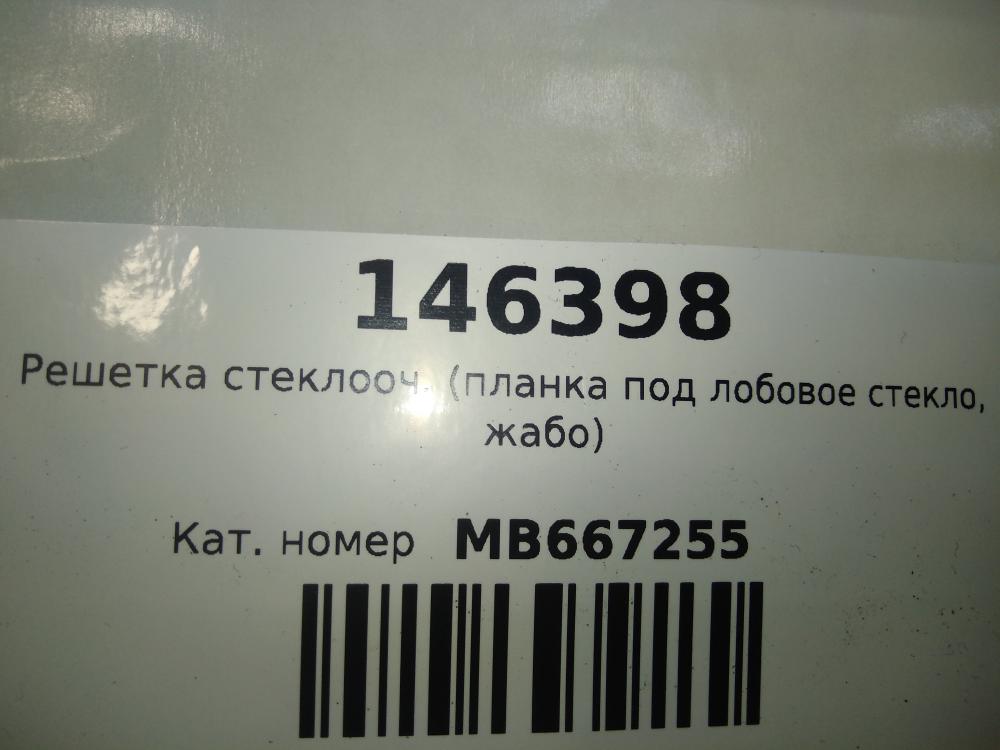 146398
Решетка стеклооч. (планка под лобовое стекло,
жабо)
Кат. номер MB667255